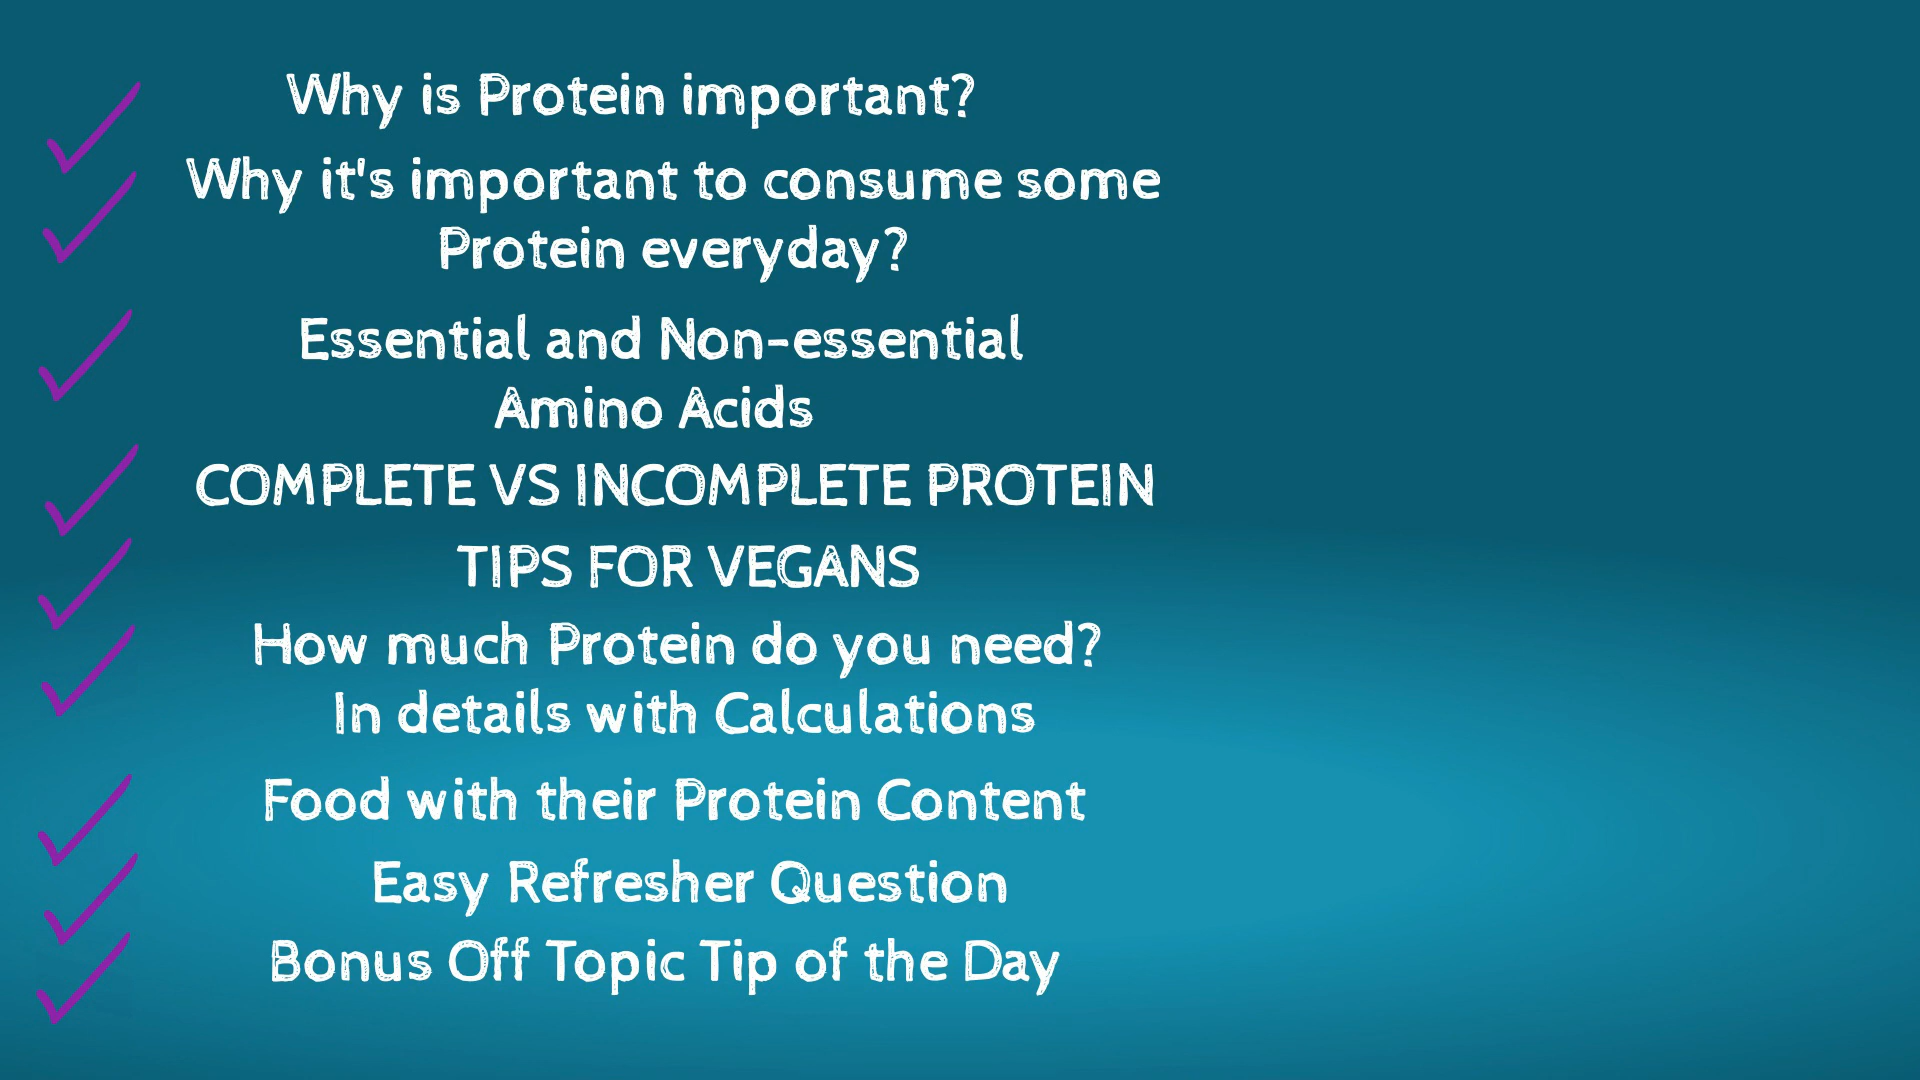 Why is Protein important?
Why it's important to consume some
Protein everyday?
Essential and Non-essential
Amino Acids
COMPLETE VS INCOMPLETE PROTEIN
TIPS FOR VEGANS
How much Protein do you need?
In details with Calculations
Food with their Protein Content
Easy Refresher Question
Bonus Off Topic Tip of the Day